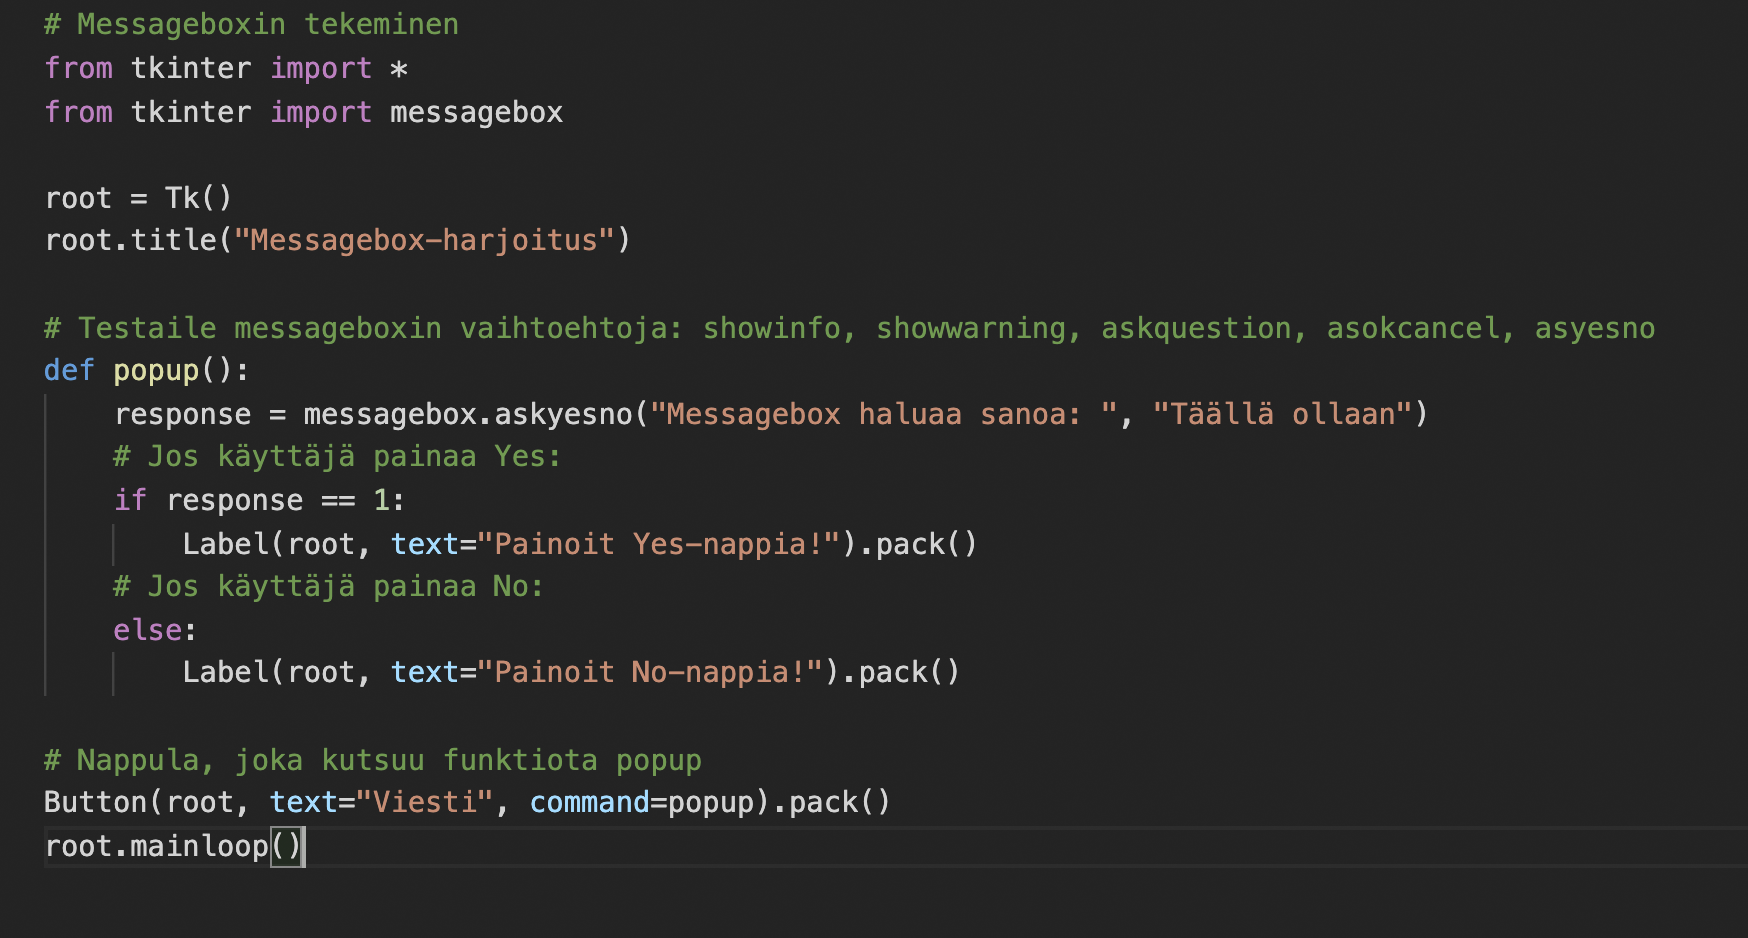 # Messageboxin tekeminen
from tkinter import *
from tkinter import messagebox
root = Tk()
root.title("Messagebox-harjoitus")
# Testaile messageboxin vaihtoehtoja: showinfo, showwarning, askquestion, asokcancel, asyesno
def popup():
    response = messagebox.askyesno("Messagebox haluaa sanoa: ", "Täällä ollaan")
    # Jos käyttäjä painaa Yes:
    if response == 1:
        Label(root, text="Painoit Yes-nappia!").pack()
    # Jos käyttäjä painaa No:
    else:
        Label(root, text="Painoit No-nappia!").pack()
# Nappula, joka kutsuu funktiota popup
Button(root, text="Viesti", command=popup).pack()
root.mainloop()